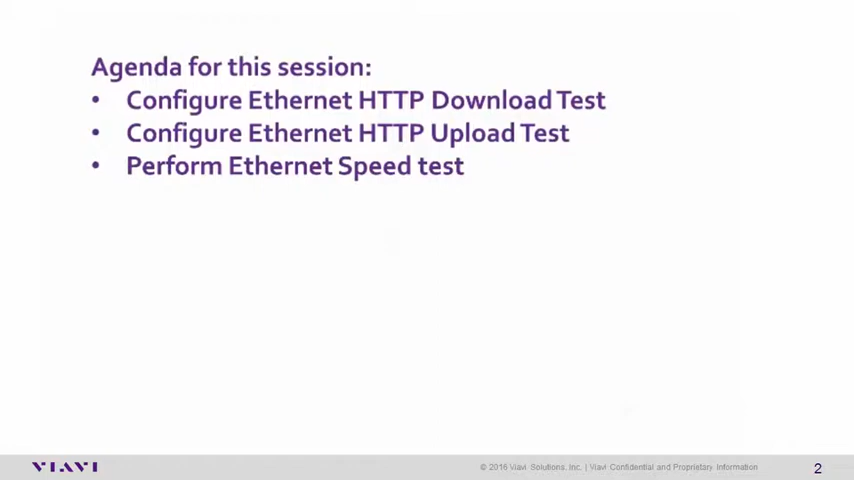 Agenda for this session:
• Configure Ethernet HTTP Download Test
• Configure Ethernet HTTP Upload Test
• Perform Ethernet Speed test
VIAVI
© 2016 Viavi Solutions. Inc. | Viavi Confidential and Proprietary Information
2